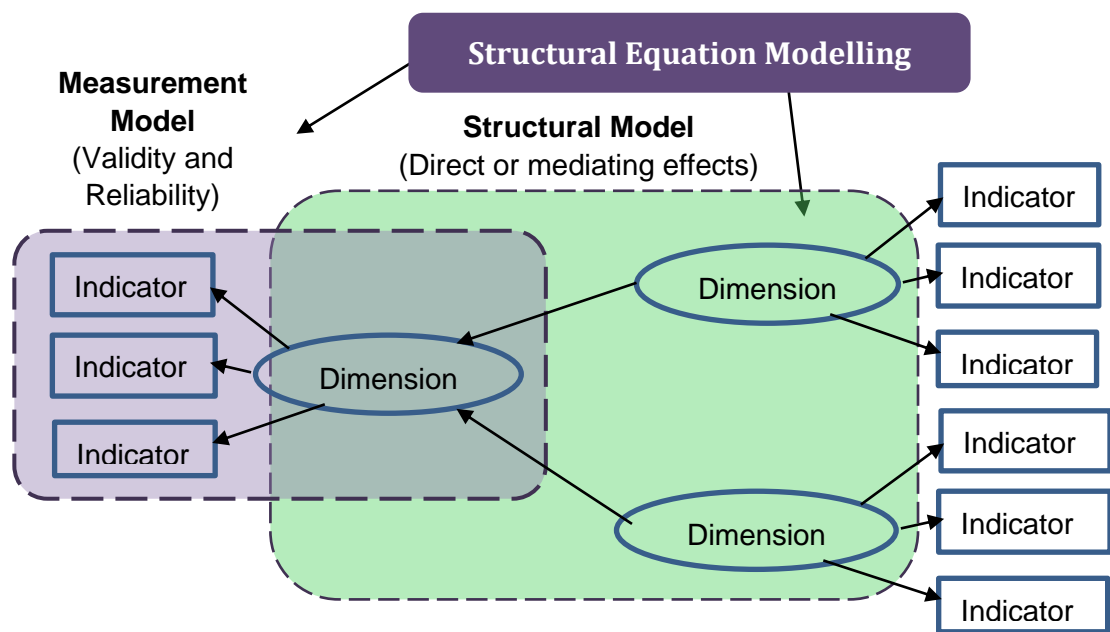 Structural Equation Modelling
Measurement
Model
(Validity and
Reliability)
Structural Model
(Direct or mediating effects)
Indicator
Indicator
Indicator
Dimension
Dimension
Indicator
Indicator
Indicator
Dimension
Indicator
Indicator
Indicator